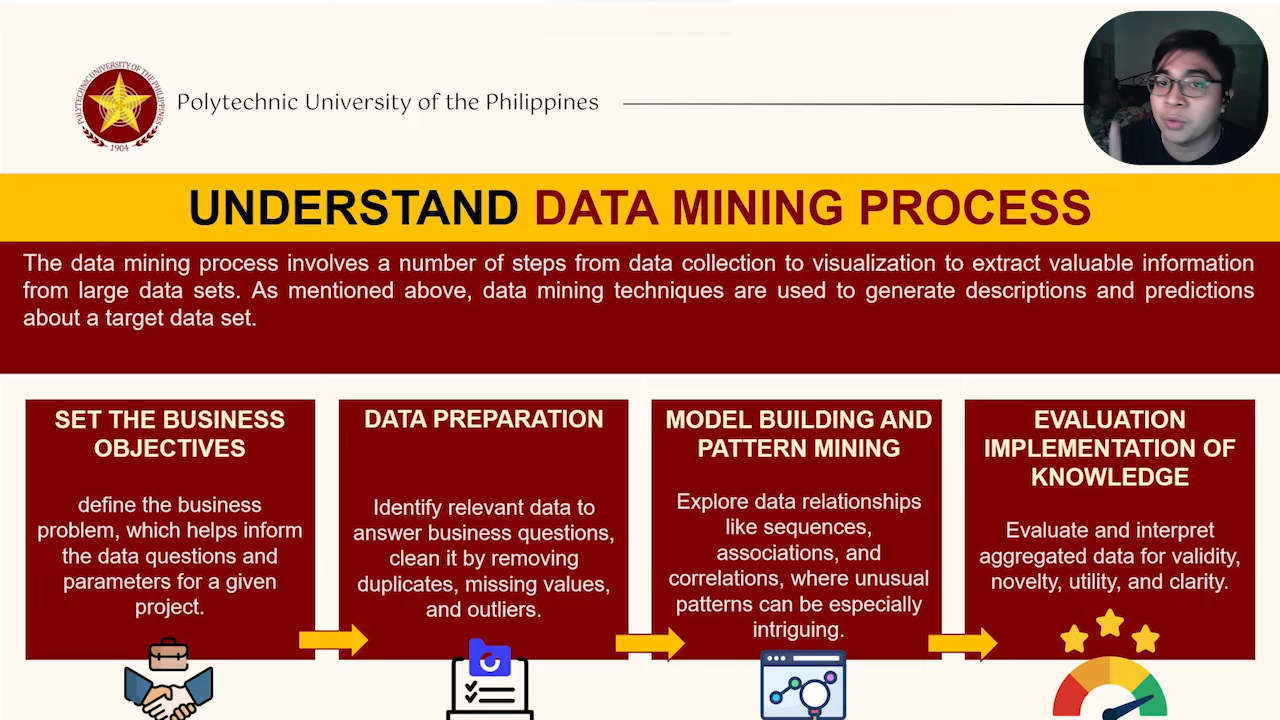 POLYTECHNIC UNIVERSITY OF THE PHILIPPINES
1904
Polytechnic University of the Philippines
UNDERSTAND DATA MINING PROCESS
The data mining process involves a number of steps from data collection to visualization to extract valuable information
from large data sets. As mentioned above, data mining techniques are used to generate descriptions and predictions
about a target data set.
SET THE BUSINESS
OBJECTIVES
define the business
problem, which helps inform
the data questions and
parameters for a given
project.
DATA PREPARATION
Identify relevant data to
answer business questions,
clean it by removing
duplicates, missing values,
and outliers.
MODEL BUILDING AND
PATTERN MINING
Explore data relationships
like sequences,
associations, and
correlations, where unusual
patterns can be especially
intriguing.
EVALUATION
IMPLEMENTATION OF
KNOWLEDGE
Evaluate and interpret
aggregated data for validity,
novelty, utility, and clarity.